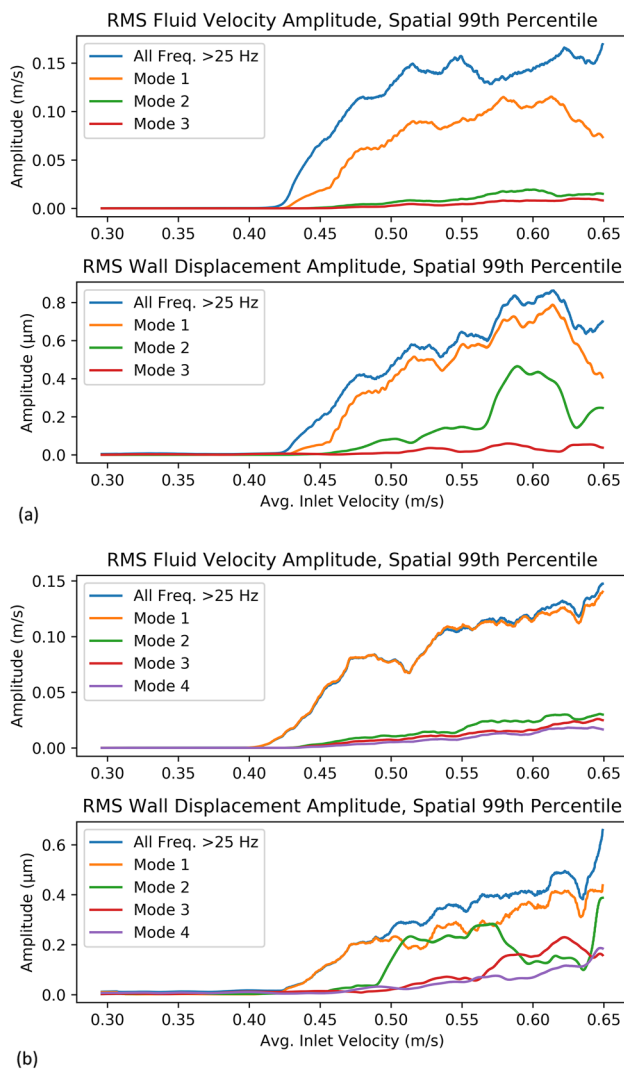 RMS Fluid Velocity Amplitude, Spatial 99th Percentile
Amplitude (m/s)
0.15
0.10
0.05
0.00
All Freq. >25 Hz
Mode 1
Mode 2
Mode 3
0.30 0.35 0.40 0.45 0.50 0.55 0.60 0.65
RMS Wall Displacement Amplitude, Spatial 99th Percentile
Amplitude (μm)
0.8
0.6
0.4
0.2
0.0
All Freq. >25 Hz
Mode 1
Mode 2
Mode 3
0.30 0.35 0.40 0.45 0.50 0.55 0.60 0.65
Avg. Inlet Velocity (m/s)
(a)
RMS Fluid Velocity Amplitude, Spatial 99th Percentile
Amplitude (m/s)
0.15
0.10
0.05
0.00
All Freq. >25 Hz
Mode 1
Mode 2
Mode 3
Mode 4
0.30 0.35 0.40 0.45 0.50 0.55 0.60 0.65
RMS Wall Displacement Amplitude, Spatial 99th Percentile
Amplitude (μm)
0.6
0.4
0.2
0.0
All Freq. >25 Hz
Mode 1
Mode 2
Mode 3
Mode 4
0.30 0.35 0.40 0.45 0.50 0.55 0.60 0.65
Avg. Inlet Velocity (m/s)
(b)